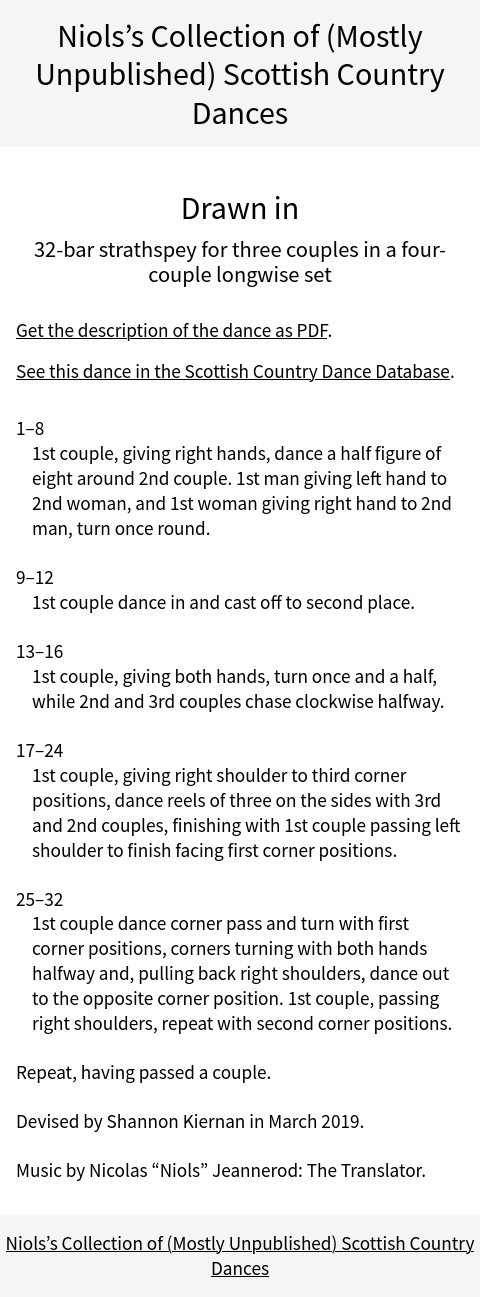 Niols’s Collection of (Mostly
Unpublished) Scottish Country
Dances
Drawn in
32-bar strathspey for three couples in a four-
couple longwise set
Get the description of the dance as PDF.
See this dance in the Scottish Country Dance Database.
1–8
1st couple, giving right hands, dance a half figure of
eight around 2nd couple. 1st man giving left hand to
2nd woman, and 1st woman giving right hand to 2nd
man, turn once round.
9–12
1st couple dance in and cast off to second place.
13–16
1st couple, giving both hands, turn once and a half,
while 2nd and 3rd couples chase clockwise halfway.
17–24
1st couple, giving right shoulder to third corner
positions, dance reels of three on the sides with 3rd
and 2nd couples, finishing with 1st couple passing left
shoulder to finish facing first corner positions.
25–32
1st couple dance corner pass and turn with first
corner positions, corners turning with both hands
halfway and, pulling back right shoulders, dance out
to the opposite corner position. 1st couple, passing
right shoulders, repeat with second corner positions.
Repeat, having passed a couple.
Devised by Shannon Kiernan in March 2019.
Music by Nicolas “Niols” Jeannerod: The Translator.
Niols’s Collection of (Mostly Unpublished) Scottish Country
Dances